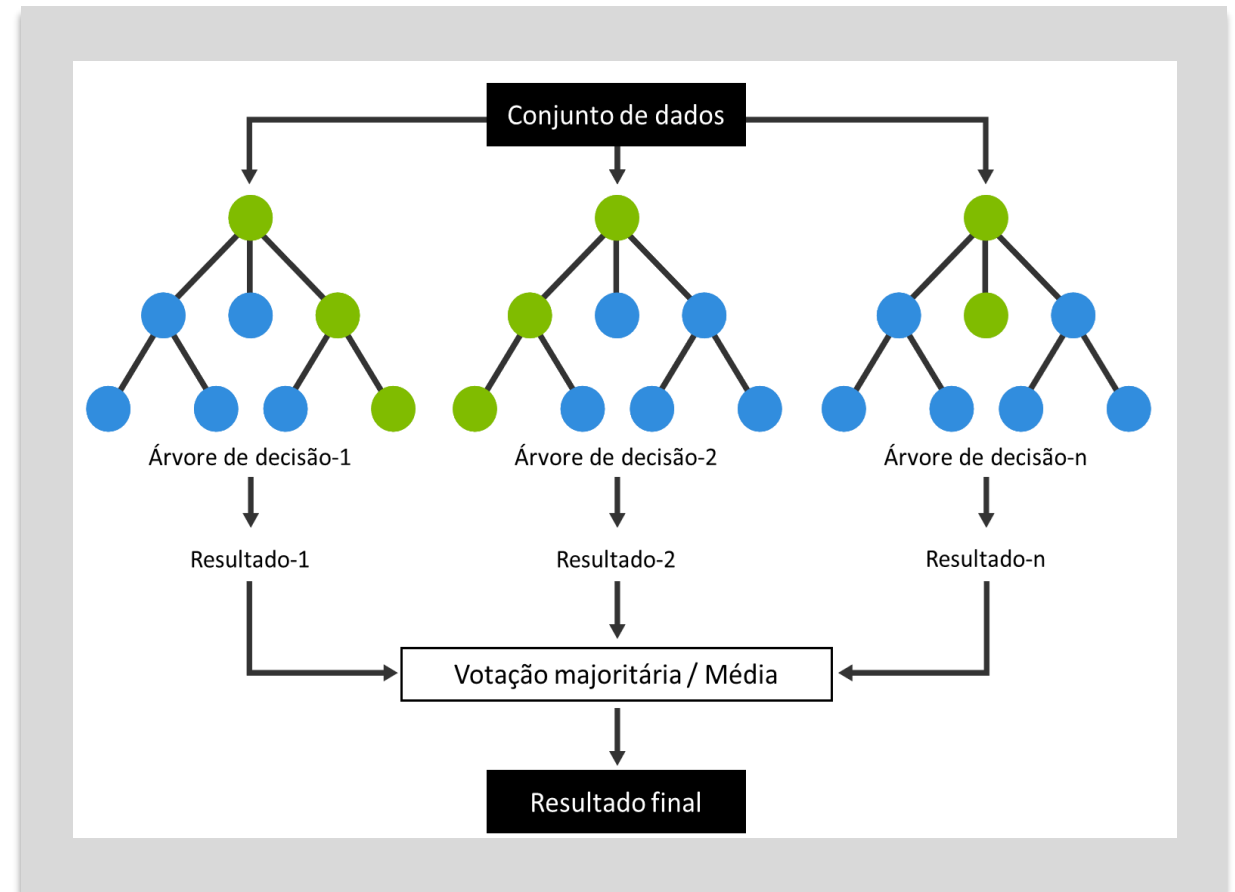 Conjunto de dados
Árvore de decisão-1
Árvore de decisão-2
Árvore de decisão-n
Resultado-1
Resultado-2
Resultado-n
Votação majoritária / Média
Resultado final